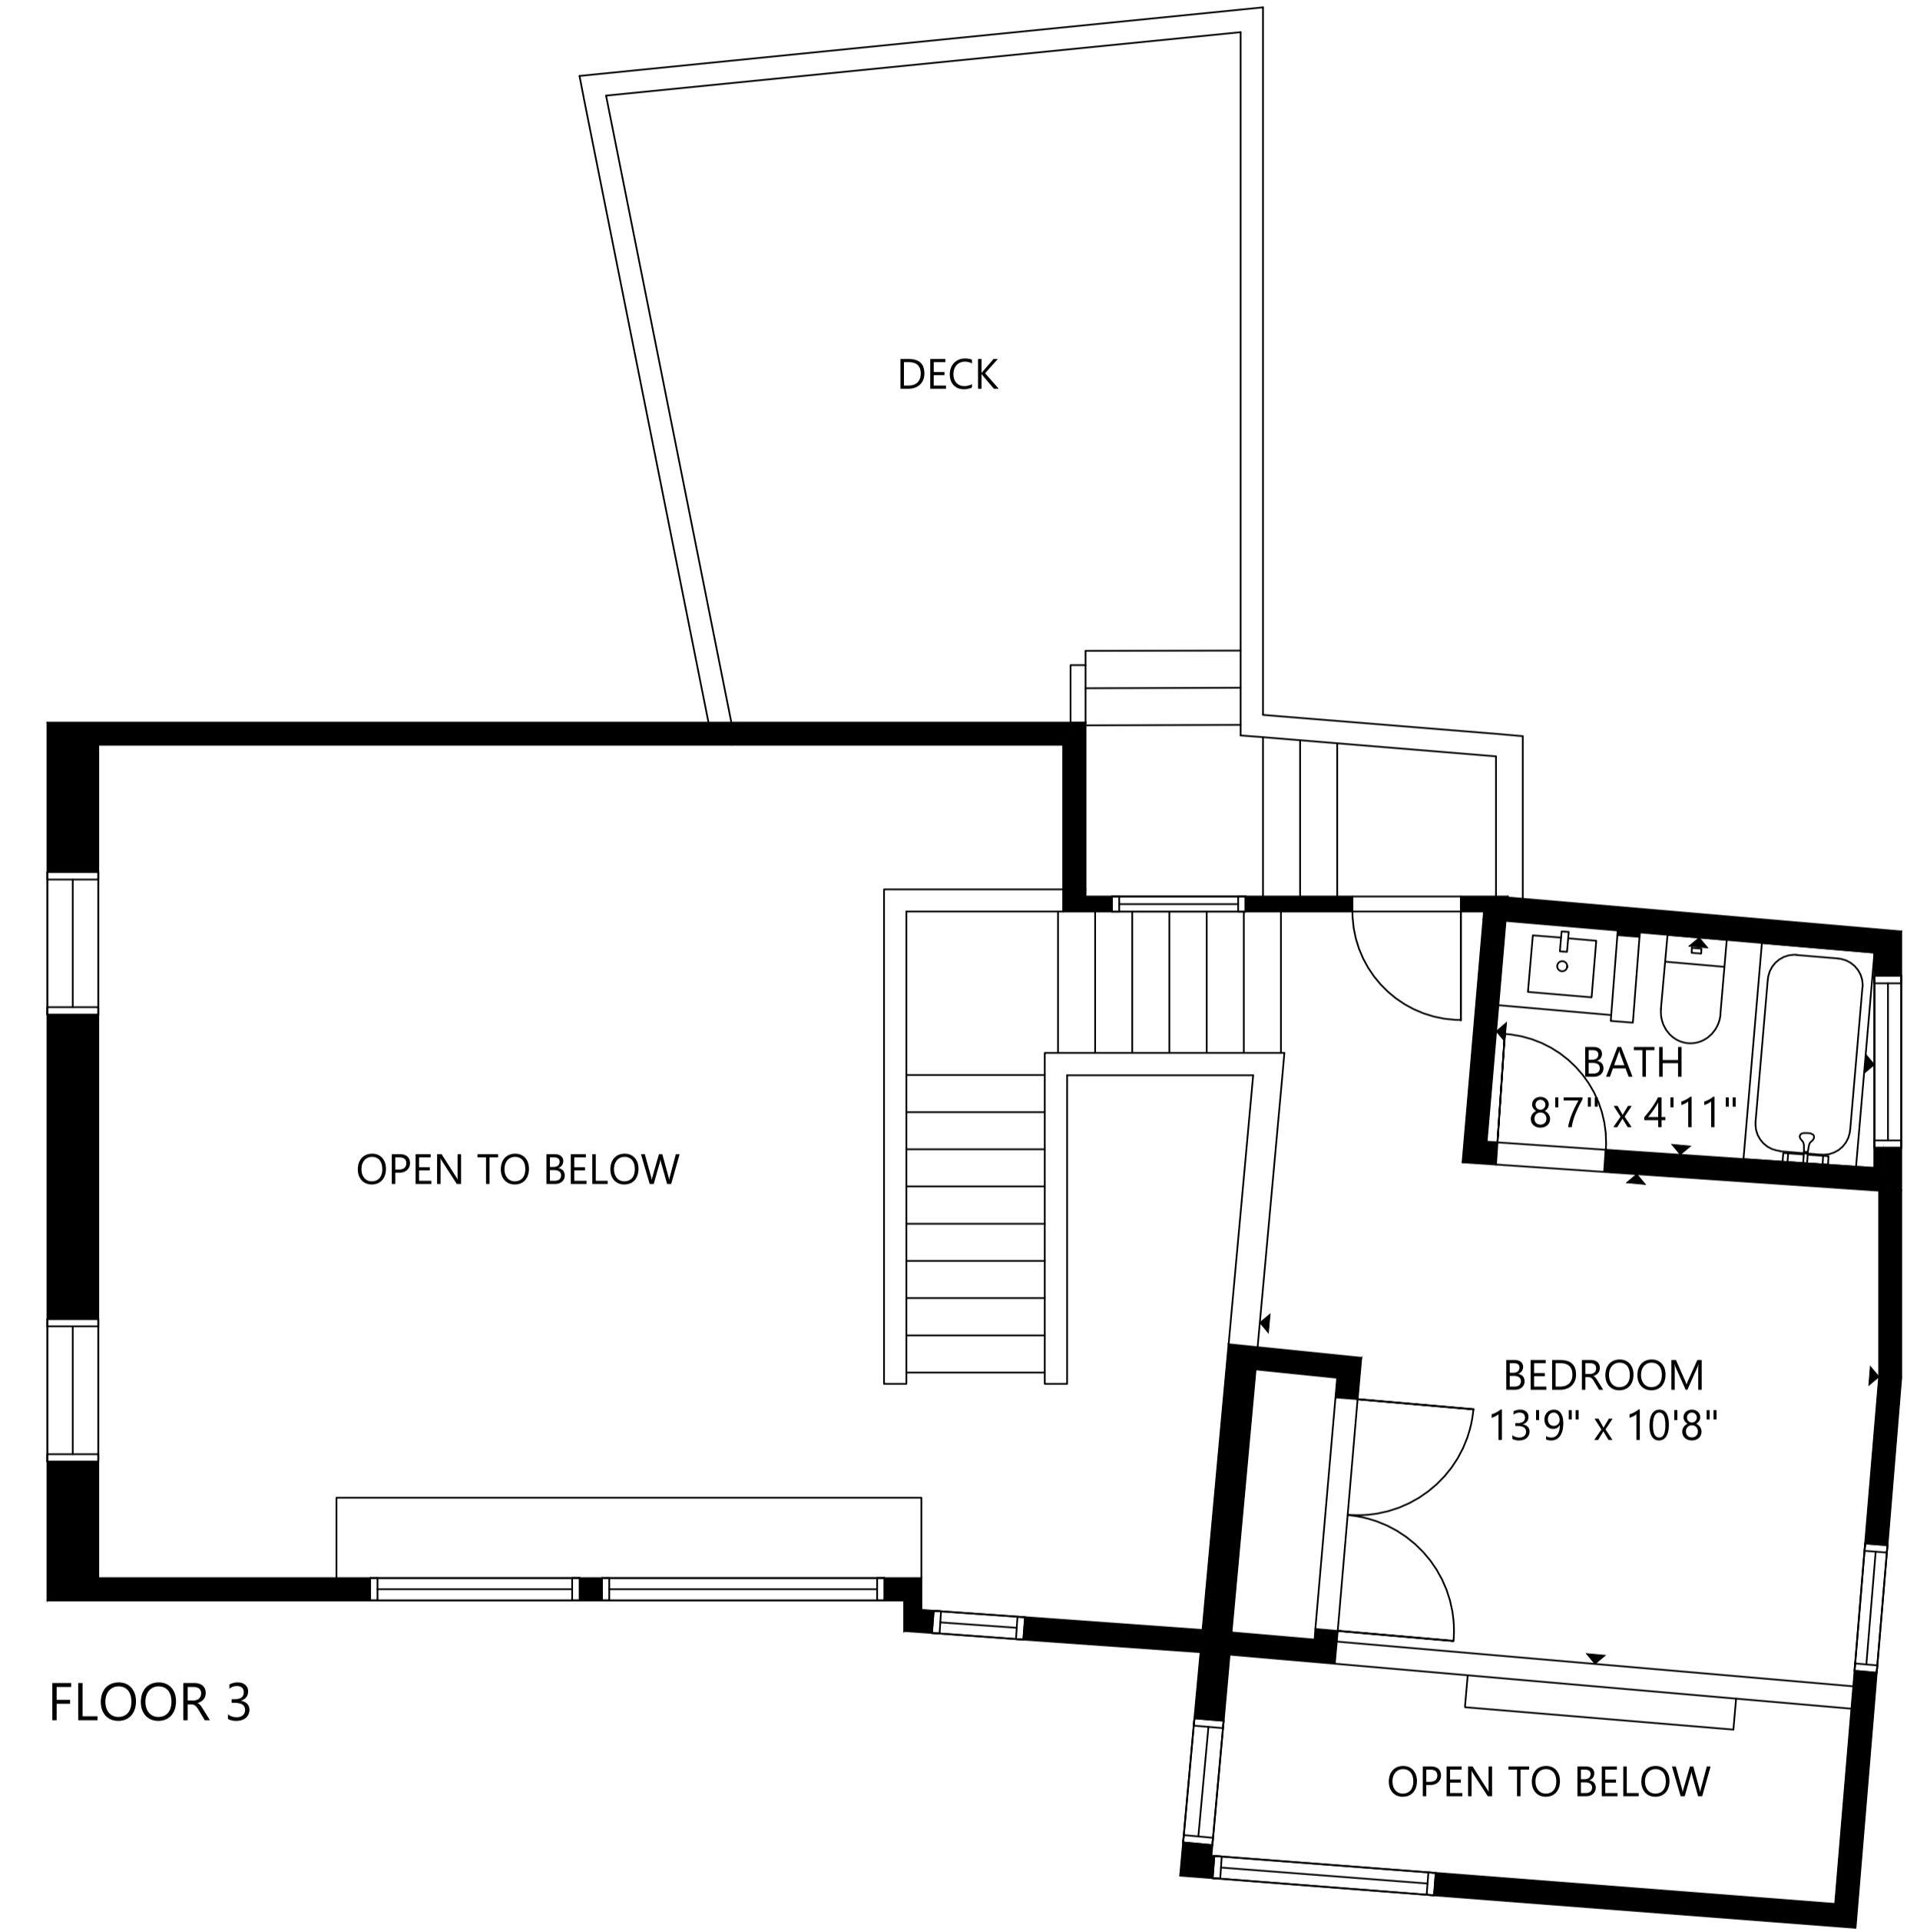 DECK
BATH
8'7" x 4'11"
OPEN TO BELOW
BEDROOM
13'9" x 10'8"
FLOOR 3
OPEN TO BELOW